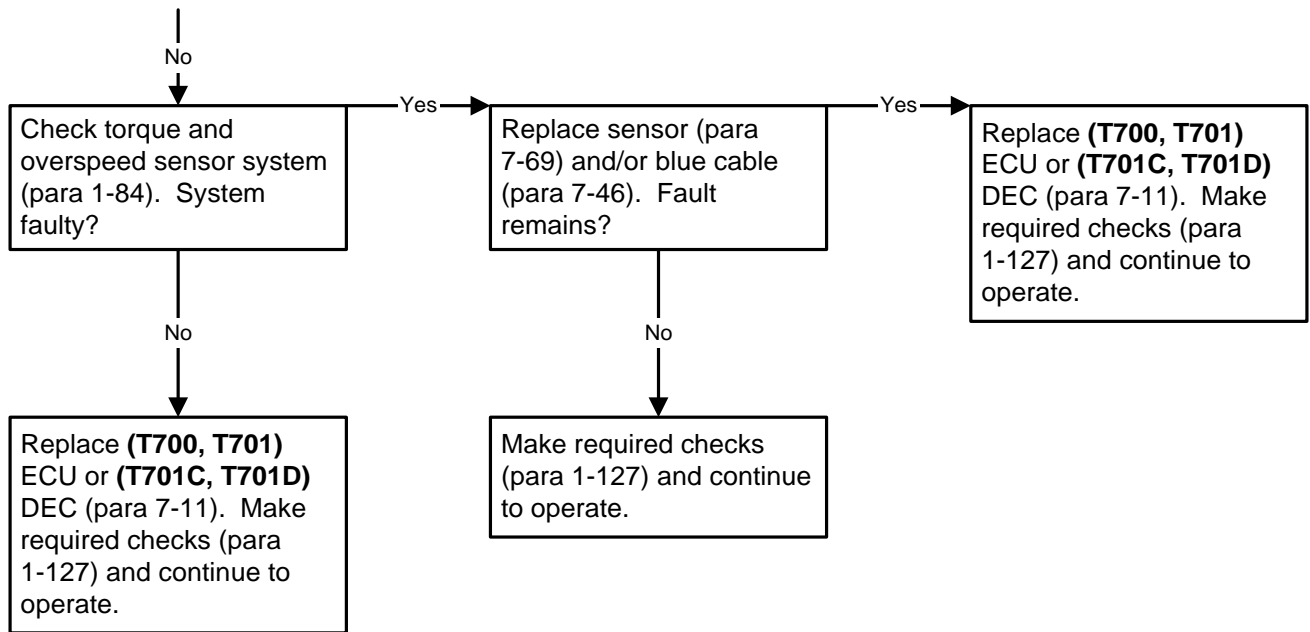 No
Check torque and
overspeed sensor system
(para 1-84).  System
faulty?
Yes
Replace sensor (para
7-69) and/or blue cable
(para 7-46).  Fault
remains?
Yes
Replace (T700, T701)
ECU or (T701C, T701D)
DEC (para 7-11).  Make
required checks (para
1-127) and continue to
operate.
No
No
Replace (T700, T701)
ECU or (T701C, T701D)
DEC (para 7-11).  Make
required checks (para
1-127) and continue to
operate.
Make required checks
(para 1-127) and continue
to operate.